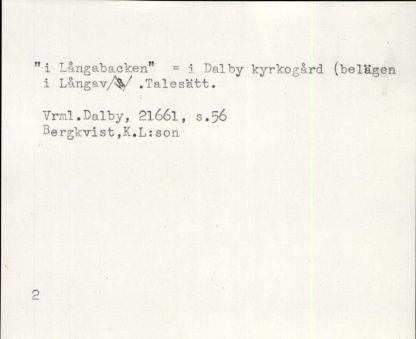 "i Långabacken" = i Dalby kyrkogård (belägen
i Långav/ .Talesätt.
Vrml.Dalby, 21661, s.56
Bergkvist,K.L:son
2